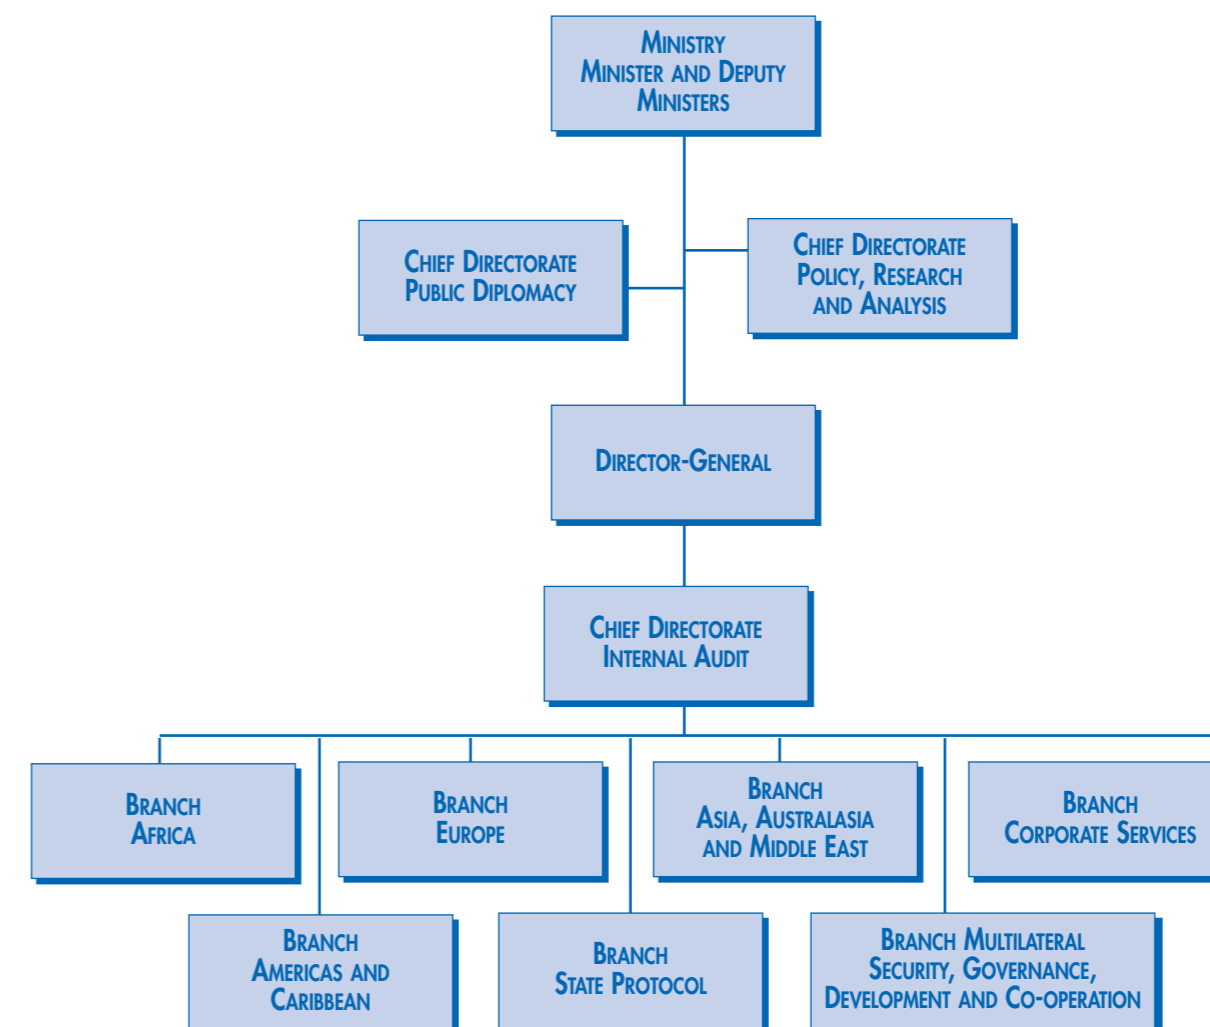 Ministry
Minister and Deputy
Ministers
Chief Directorate
Public Diplomacy
Chief Directorate
Policy, Research
and Analysis
Director-General
Chief Directorate
Internal Audit
Branch
Africa
Branch
Europe
Branch
Asia, Australasia
and Middle East
Branch
Corporate Services
Branch
Americas and
Caribbean
Branch
State Protocol
Branch Multilateral
Security, Governance,
Development and Co-operation